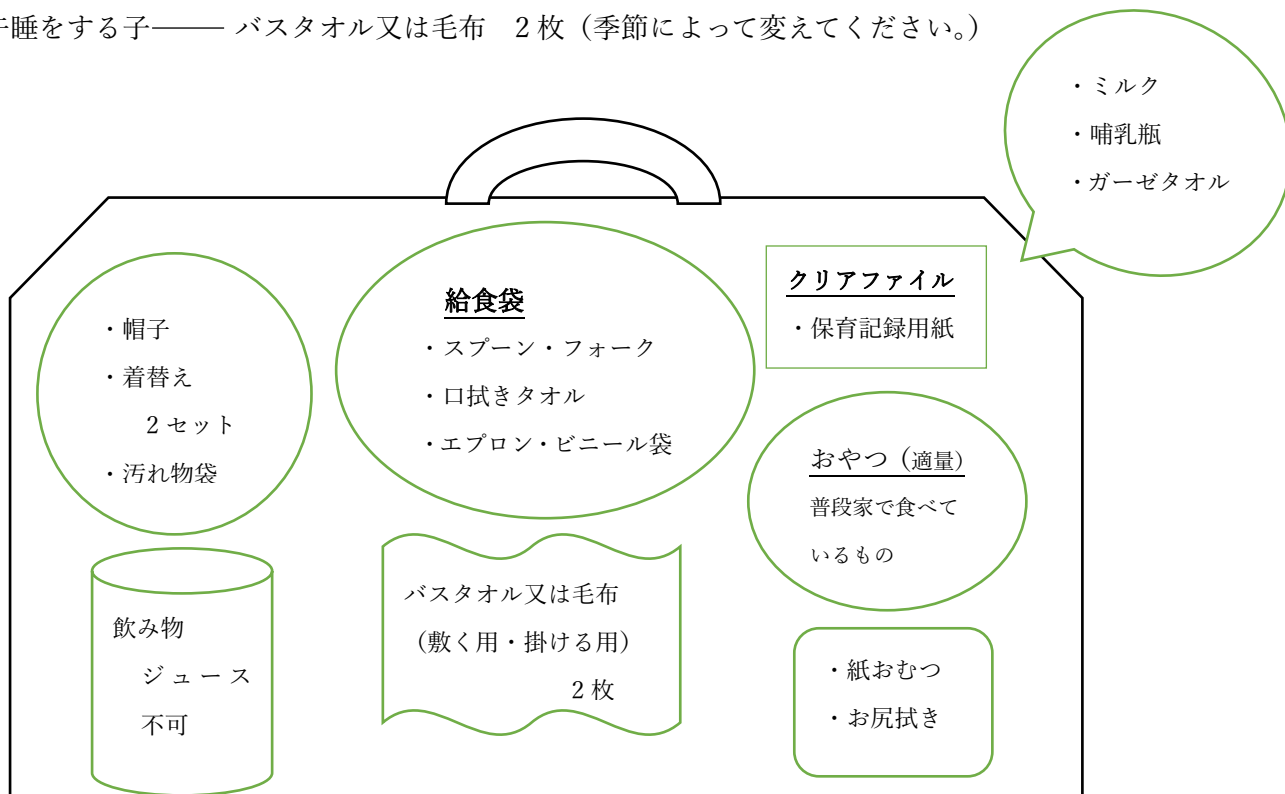 睡をする子――― バスタオル又は毛布　2枚（季節によって変えてください。）
・ミルク
・哺乳瓶
・ガーゼタオル
・帽子
・着替え
2セット
・汚れ物袋
給食袋
・スプーン・フォーク
・口拭きタオル
・エプロン・ビニール袋
クリアファイル
・保育記録用紙
おやつ（適量）
普段家で食べて
いるもの
飲み物
ジュース
不可
バスタオル又は毛布
（敷く用・掛ける用）
2枚
・紙おむつ
・お尻拭き